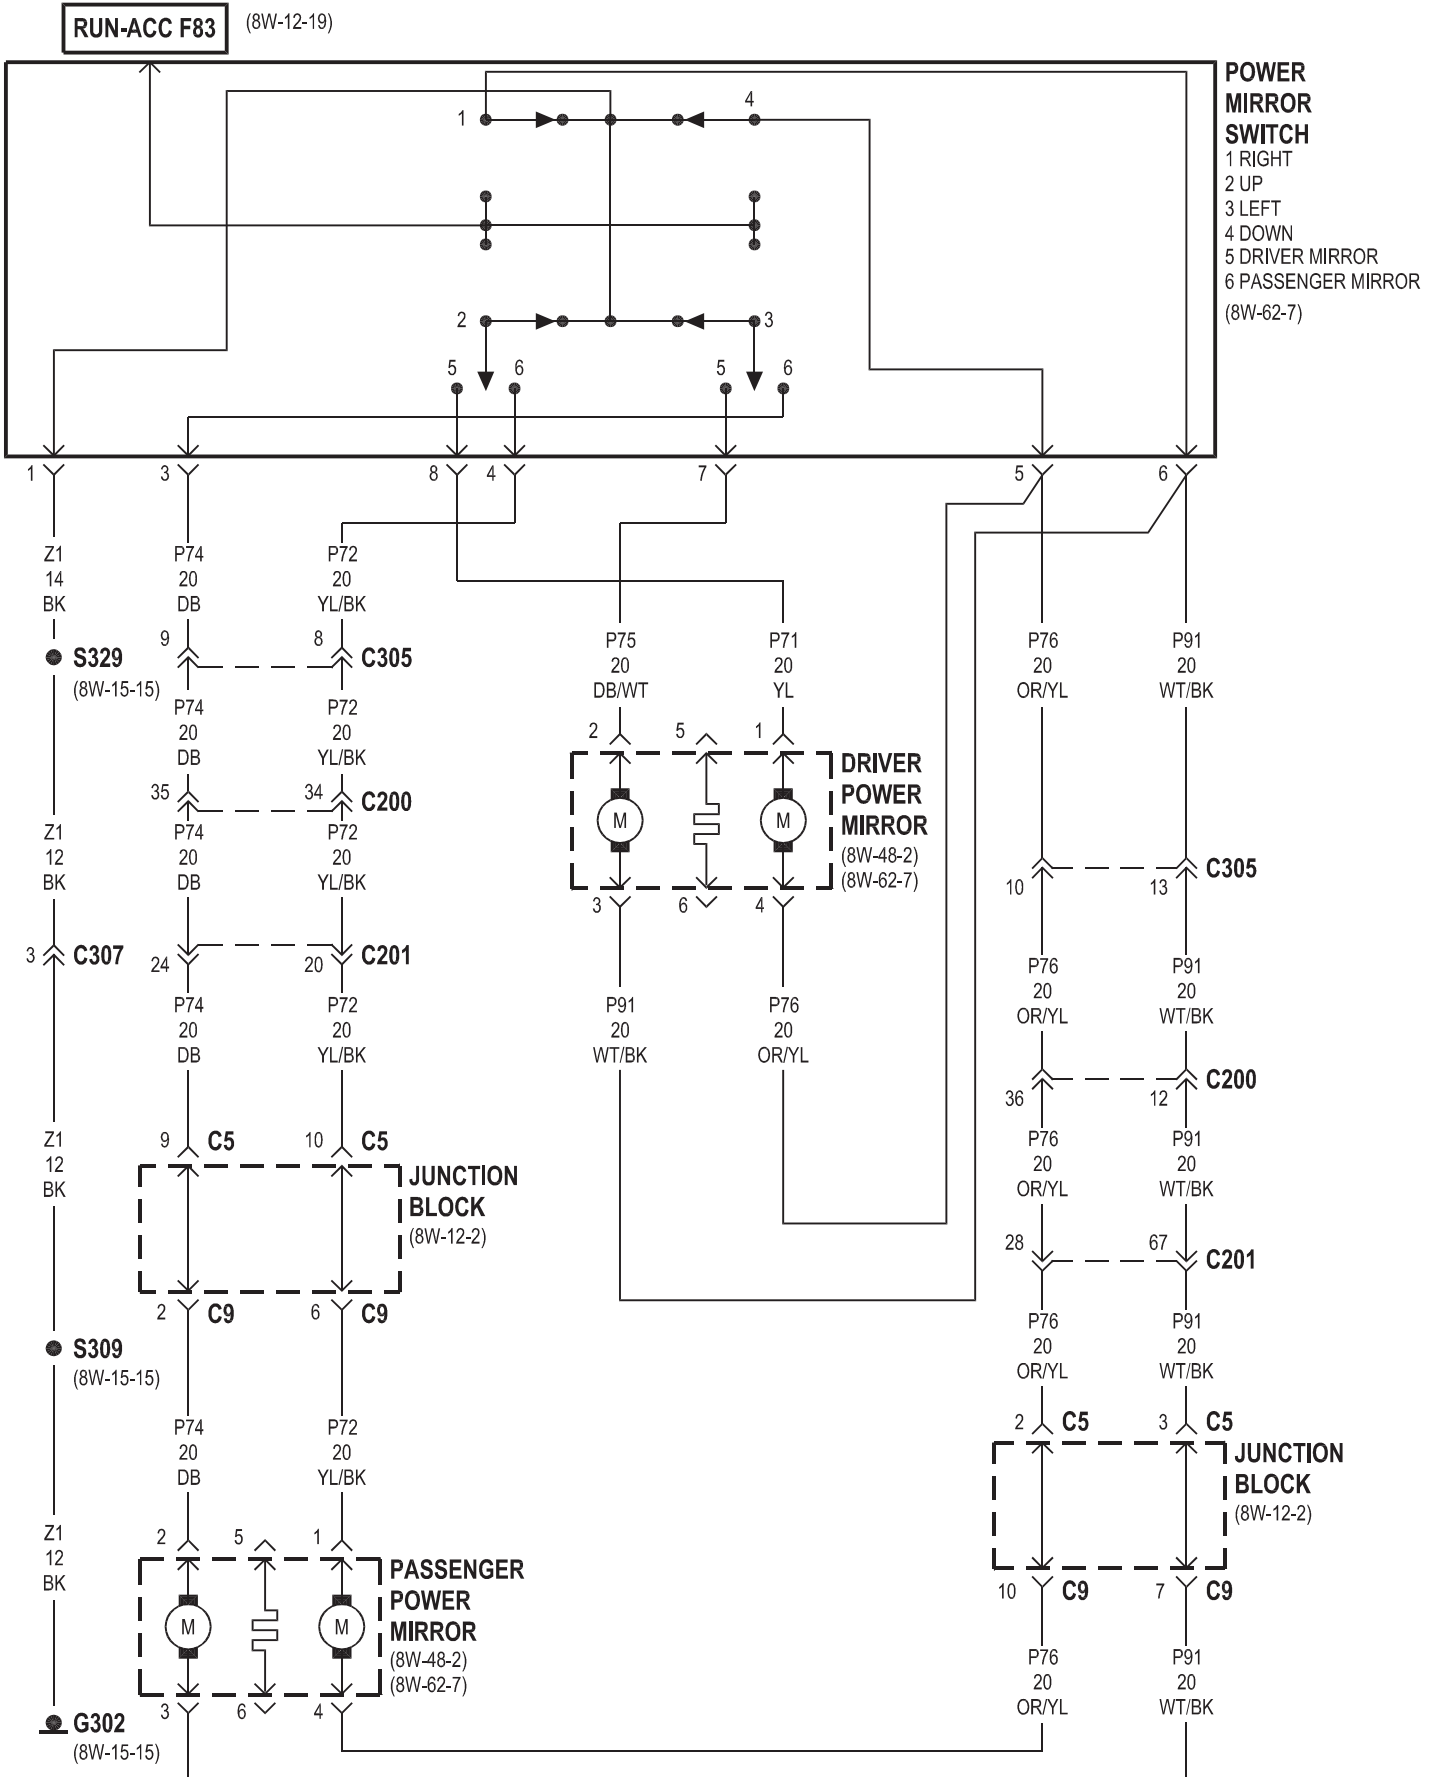 RUN-ACC F83
(8W-12-19)
POWER
MIRROR
SWITCH
1 RIGHT
2 UP
3 LEFT
4 DOWN
5 DRIVER MIRROR
6 PASSENGER MIRROR
(8W-62-7)
1
4
2
3
5
6
5
6
1
3
8
4
7
5
6
Z1
14
BK
P74
20
DB
P72
20
YL/BK
S329
(8W-15-15)
9
8
C305
P75
20
DB/WT
P71
20
YL
P76
20
OR/YL
P91
20
WT/BK
P74
20
DB
P72
20
YL/BK
2
5
1
DRIVER
POWER
MIRROR
(8W-48-2)
(8W-62-7)
M
M
3
6
4
35
34
C200
Z1
12
BK
P74
20
DB
P72
20
YL/BK
10
13
C305
3
C307
24
20
C201
P76
20
OR/YL
P91
20
WT/BK
P74
20
DB
P72
20
YL/BK
P91
20
WT/BK
P76
20
OR/YL
36
12
C200
Z1
12
BK
9
C5
10
C5
P76
20
OR/YL
P91
20
WT/BK
JUNCTION
BLOCK
(8W-12-2)
28
67
C201
2
C9
6
C9
P76
20
OR/YL
P91
20
WT/BK
S309
(8W-15-15)
P74
20
DB
P72
20
YL/BK
2
C5
3
C5
JUNCTION
BLOCK
(8W-12-2)
Z1
12
BK
2
5
1
PASSENGER
POWER
MIRROR
(8W-48-2)
(8W-62-7)
M
M
10
C9
7
C9
P76
20
OR/YL
P91
20
WT/BK
3
6
4
G302
(8W-15-15)